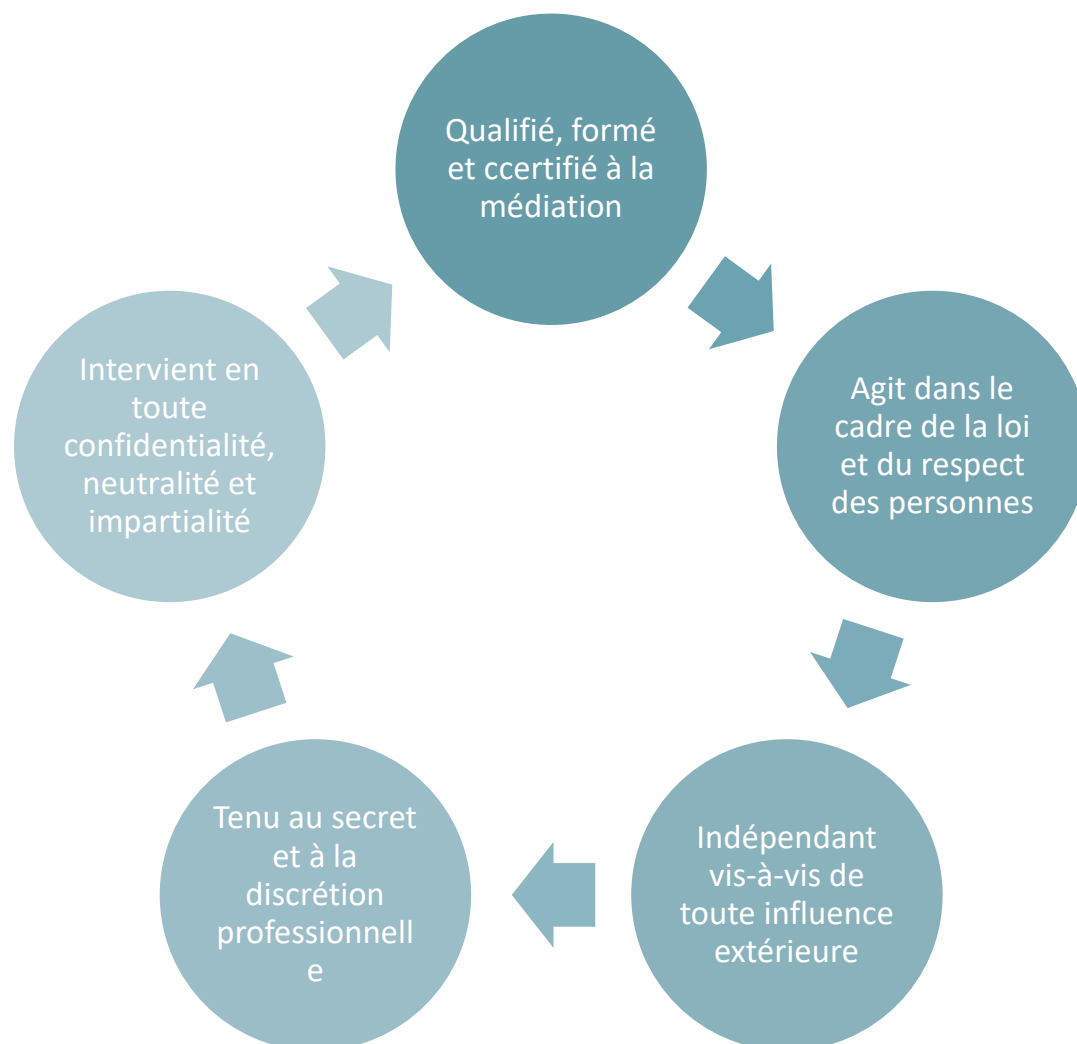 Qualifié, formé
et ccertifié à la
médiation
Agit dans le
cadre de la loi
et du respect
des personnes
Indépendant
vis-à-vis de
toute influence
extérieure
Tenu au secret
et à la
discrétion
professionnell
e
Intervient en
toute
confidentialité,
neutralité et
impartialité